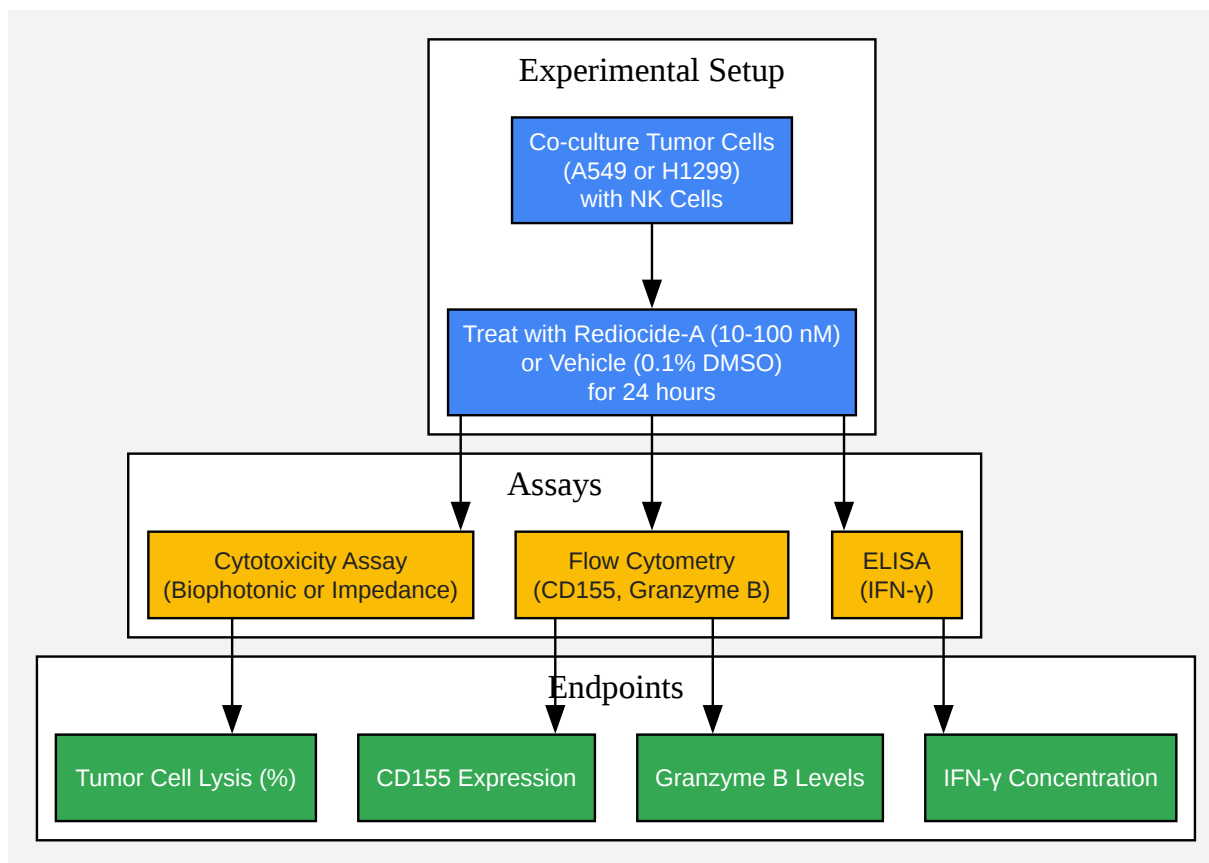 Experimental Setup
Co-culture Tumor Cells
(A549 or H1299)
with NK Cells
Treat with Rediocide-A (10-100 nM)
or Vehicle (0.1% DMSO)
for 24 hours
Assays
Cytotoxicity Assay
(Biophotonic or Impedance)
Flow Cytometry
(CD155, Granzyme B)
ELISA
(IFN-γ)
Endpoints
Tumor Cell Lysis (%)
CD155 Expression
Granzyme B Levels
IFN-γ Concentration